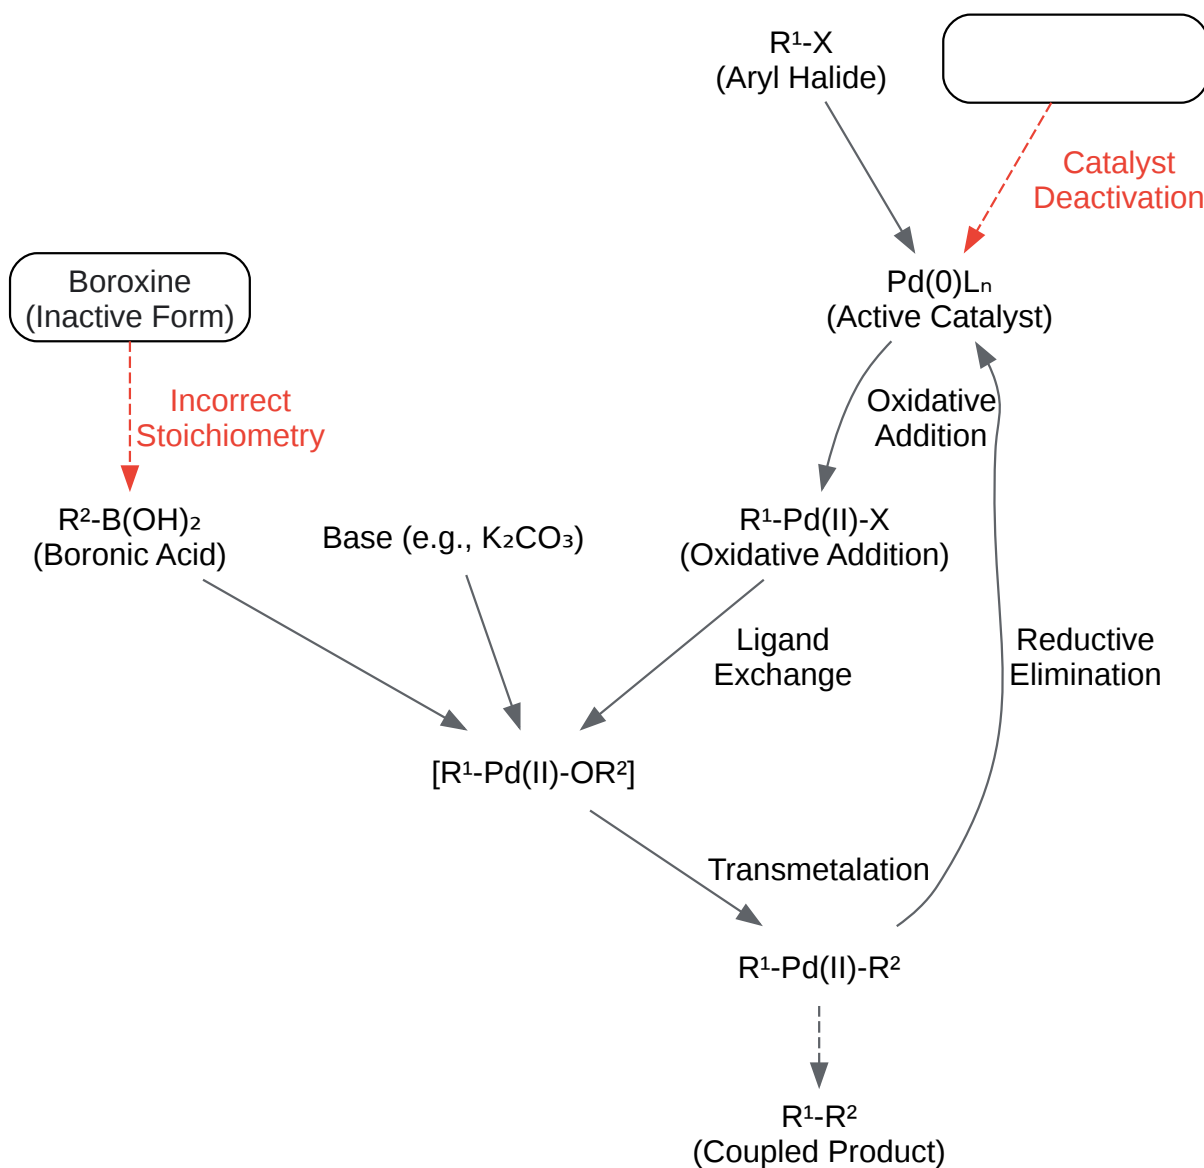 R¹-X
(Aryl Halide)
Catalyst
Deactivation
Boroxine
(Inactive Form)
Pd(0)Lₙ
(Active Catalyst)
Incorrect
Stoichiometry
Oxidative
Addition
R²-B(OH)₂
(Boronic Acid)
Base (e.g., K₂CO₃)
R¹-Pd(II)-X
(Oxidative Addition)
Ligand
Exchange
Reductive
Elimination
[R¹-Pd(II)-OR²]
Transmetalation
R¹-Pd(II)-R²
R¹-R²
(Coupled Product)